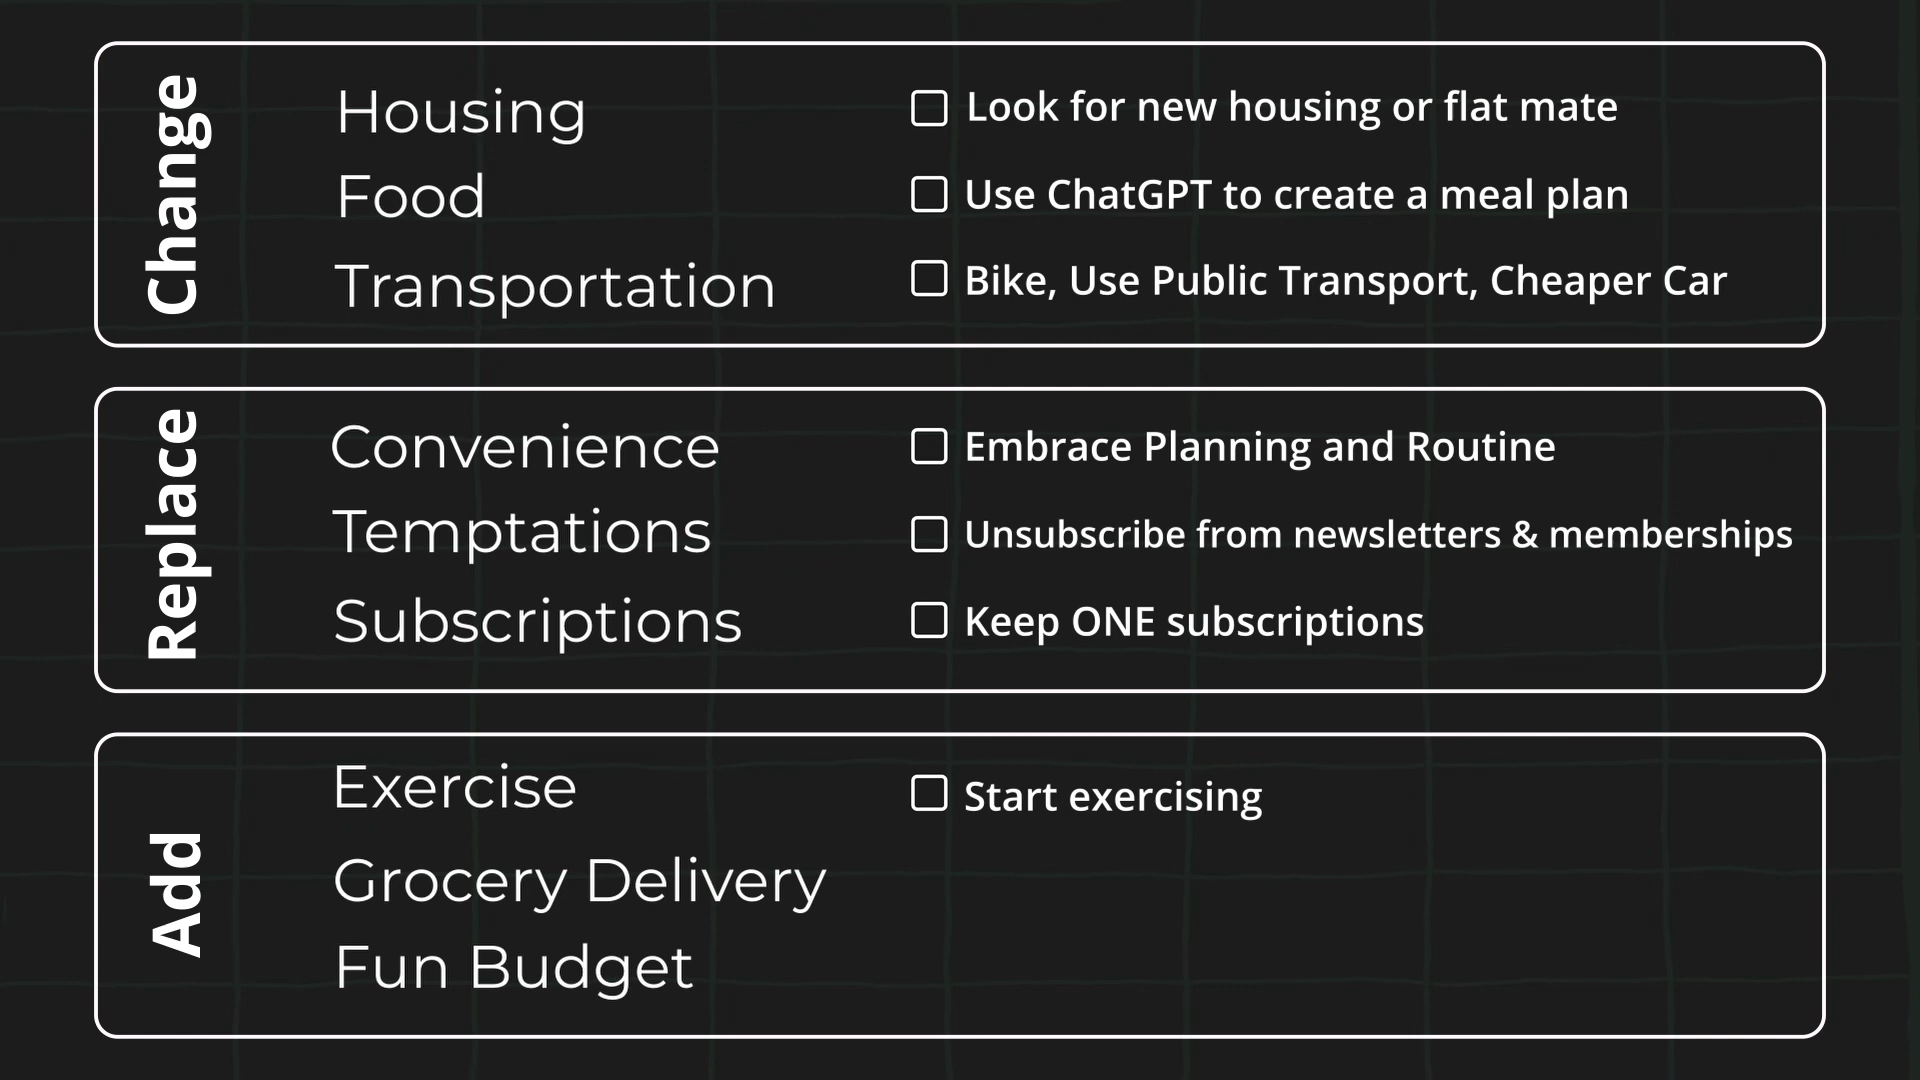 Change
Housing
Look for new housing or flat mate
Food
Use ChatGPT to create a meal plan
Transportation
Bike, Use Public Transport, Cheaper Car
Replace
Convenience
Embrace Planning and Routine
Temptations
Unsubscribe from newsletters & memberships
Subscriptions
Keep ONE subscriptions
Add
Exercise
Start exercising
Grocery Delivery
Fun Budget